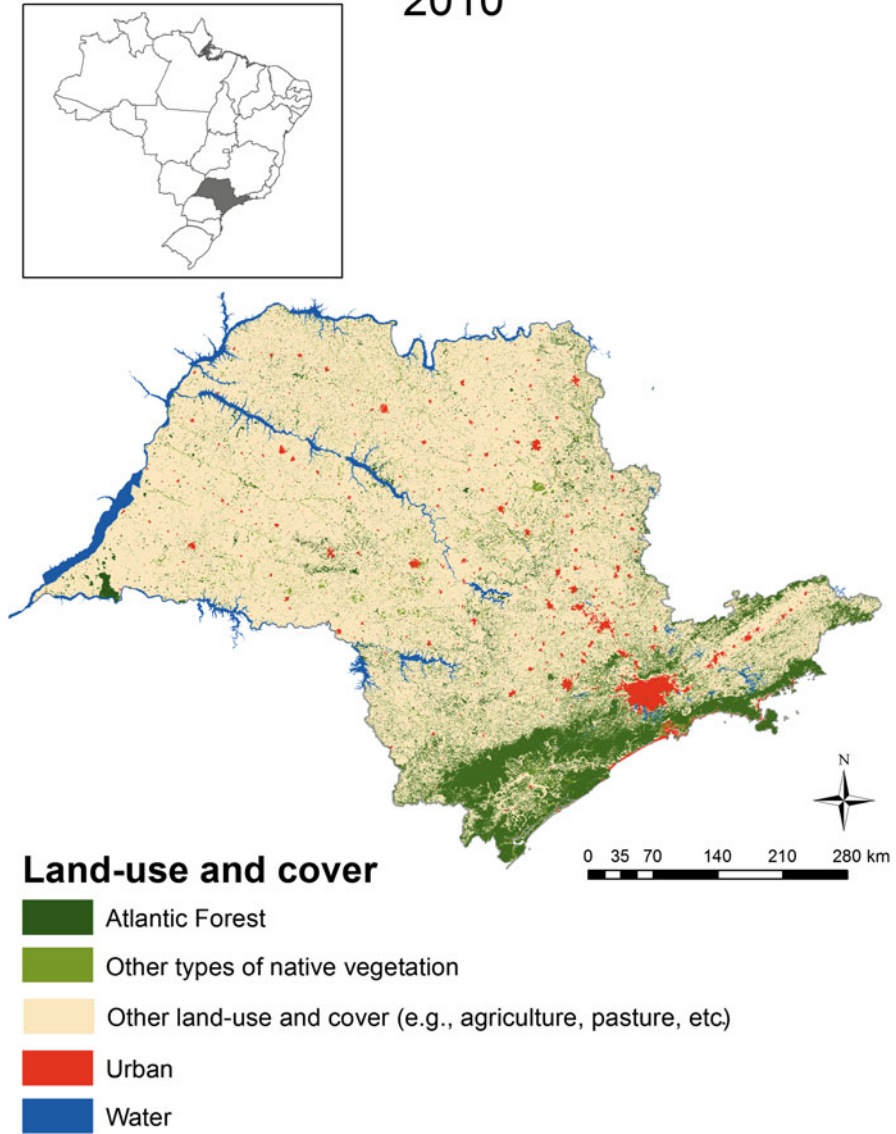 2010
N
0 35 70 140 210 280 km
Land-use and cover
Atlantic Forest
Other types of native vegetation
Other land-use and cover (e.g., agriculture, pasture, etc.)
Urban
Water